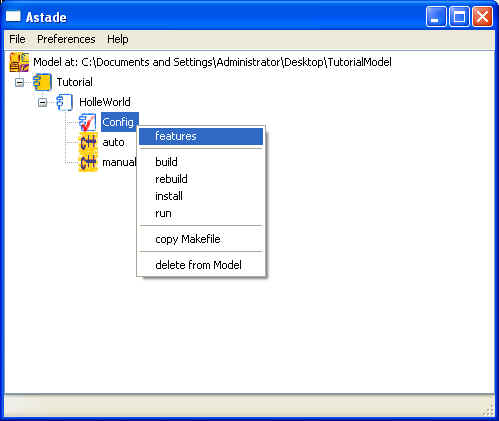 Astade
File Preferences Help
Model at: C:\Documents and Settings\Administrator\Desktop\TutorialModel
Tutorial
HolleWorld
Config
features
auto
build
manual
rebuild
install
run
copy Makefile
delete from Model